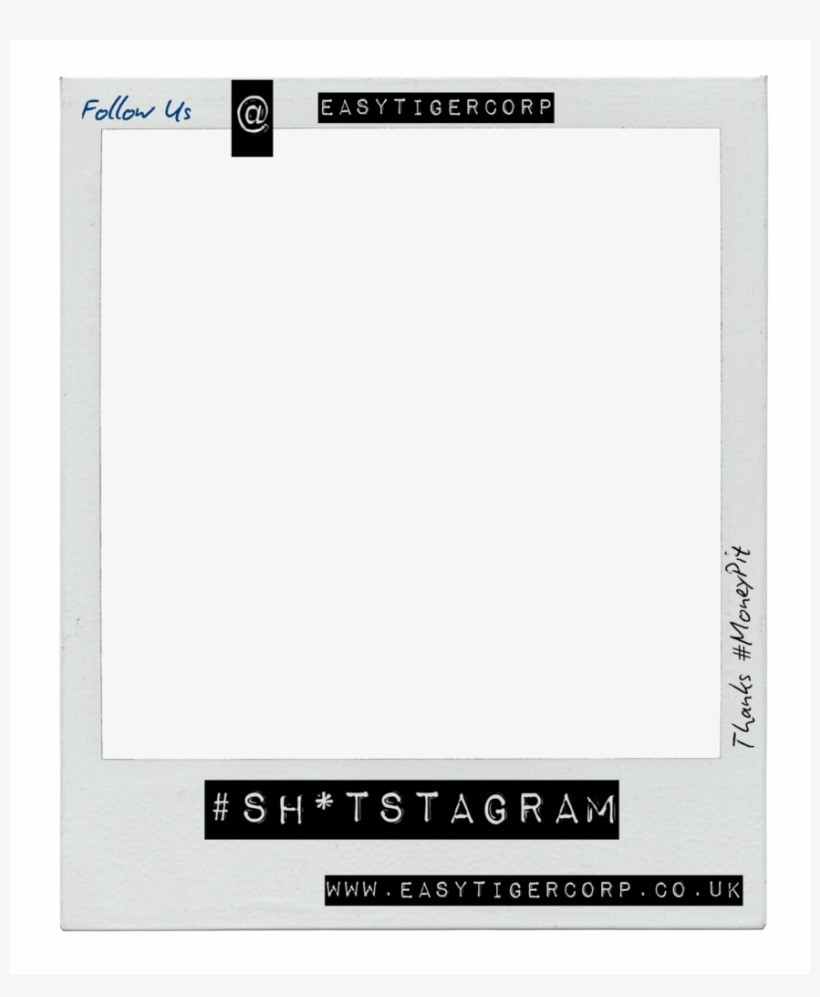 Follow Us @ EASYTIGERCORP
Thanks #MoneyPit
#SH*TSTAGRAM
WWW.EASYTIGERCORP.CO.UK